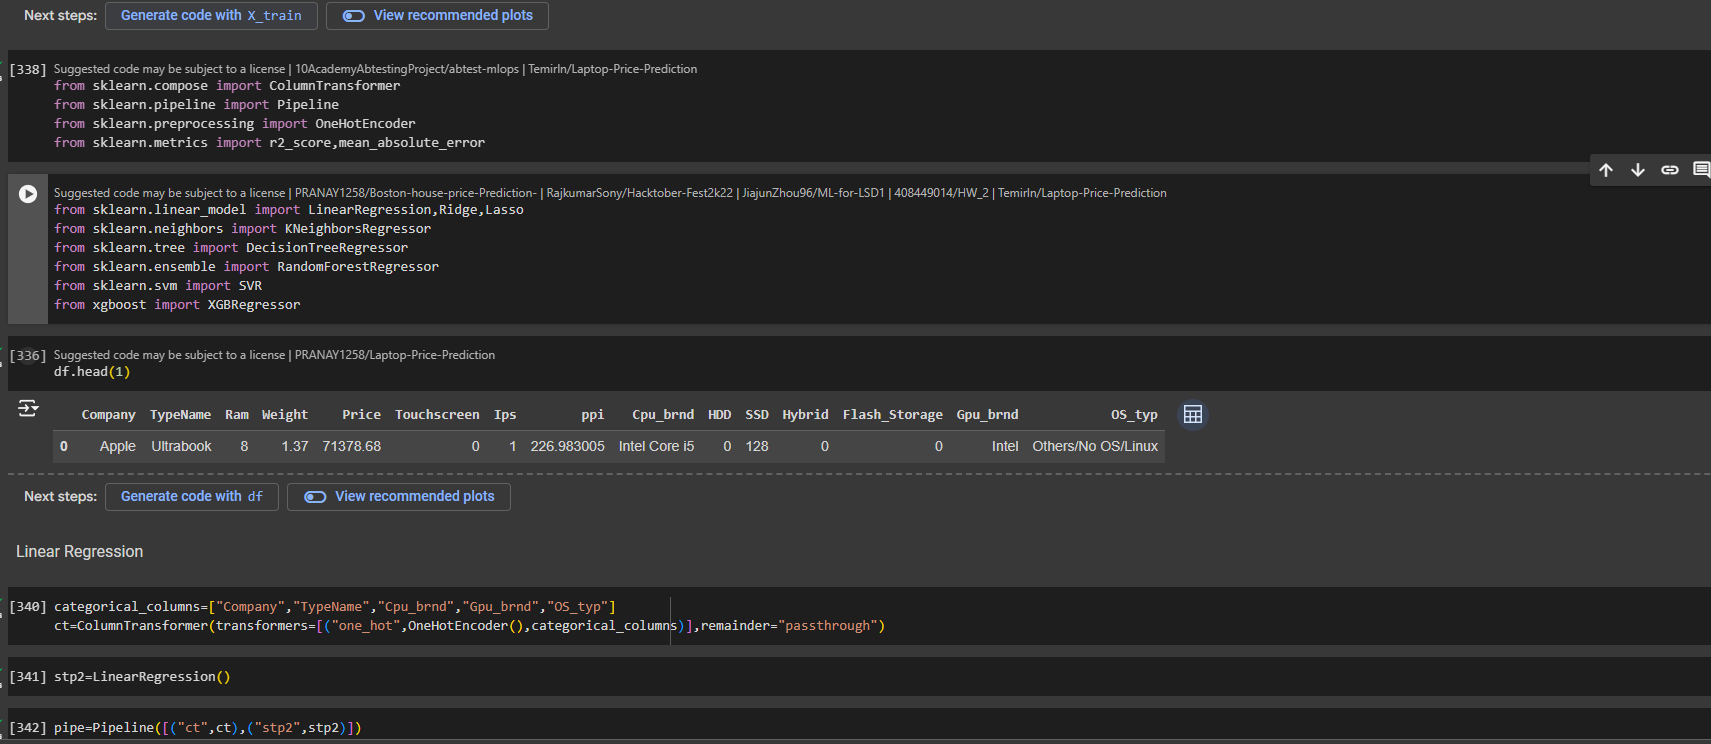 Next steps: Generate code with X_train View recommended plots
[338] Suggested code may be subject to a license | 10AcademyAbtestingProject/abtest-mlops | Temirln/Laptop-Price-Prediction
from sklearn.compose import ColumnTransformer
from sklearn.pipeline import Pipeline
from sklearn.preprocessing import OneHotEncoder
from sklearn.metrics import r2_score,mean_absolute_error
Suggested code may be subject to a license | PRANAY1258/Boston-house-price-Prediction- | RajkumarSony/Hacktober-Fest2k22 | JiajunZhou96/ML-for-LSD1 | 408449014/HW_2 | Temirln/Laptop-Price-Prediction
from sklearn.linear_model import LinearRegression,Ridge,Lasso
from sklearn.neighbors import KNeighborsRegressor
from sklearn.tree import DecisionTreeRegressor
from sklearn.ensemble import RandomForestRegressor
from sklearn.svm import SVR
from xgboost import XGBRegressor
[336] Suggested code may be subject to a license | PRANAY1258/Laptop-Price-Prediction
df.head(1)
Company TypeName Ram Weight Price Touchscreen Ips ppi Cpu_brnd HDD SSD Hybrid Flash_Storage Gpu_brnd OS_typ
0 Apple Ultrabook 8 1.37 71378.68 0 1 226.983005 Intel Core i5 0 128 0 0 Intel Others/No OS/Linux
Next steps: Generate code with df View recommended plots
Linear Regression
[340] categorical_columns=["Company","TypeName","Cpu_brnd","Gpu_brnd","OS_typ"]
ct=ColumnTransformer(transformers=[("one_hot",OneHotEncoder(),categorical_columns)],remainder="passthrough")
[341] stp2=LinearRegression()
[342] pipe=Pipeline([("ct",ct),("stp2",stp2)])